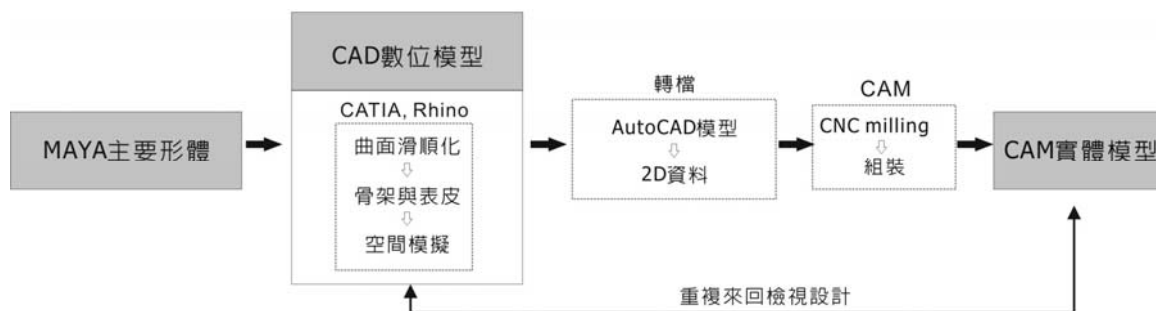 MAYA主要形體
CAD數位模型
CATIA, Rhino
曲面滑順化
骨架與表皮
空間模擬
轉檔
AutoCAD模型
2D資料
CAM
CNC milling
組裝
CAM實體模型
重複來回檢視設計